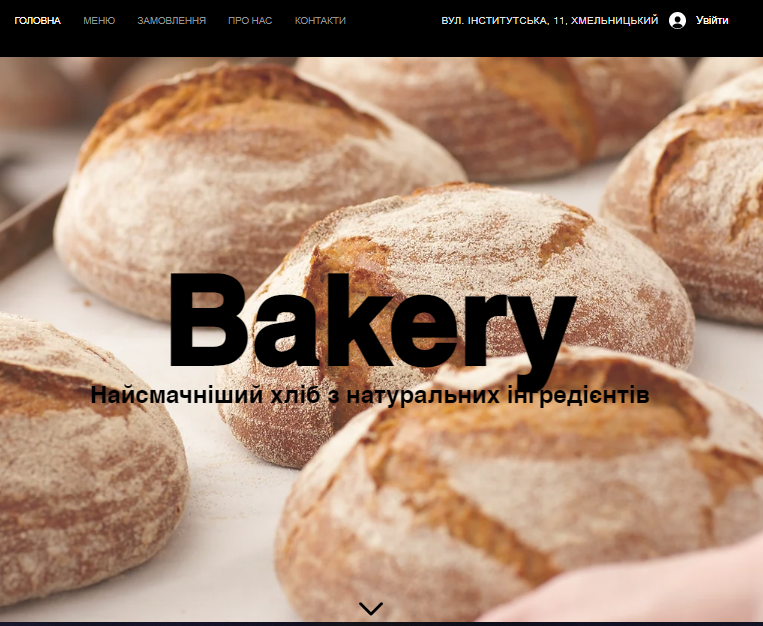 ГОЛОВНА МЕНЮ ЗАМОВЛЕННЯ ПРО НАС КОНТАКТИ ВУЛ. ІНСТИТУТСЬКА, 11, ХМЕЛЬНИЦЬКИЙ Увійти
Bakery
Найсмачніший хліб з натуральних інгредієнтів